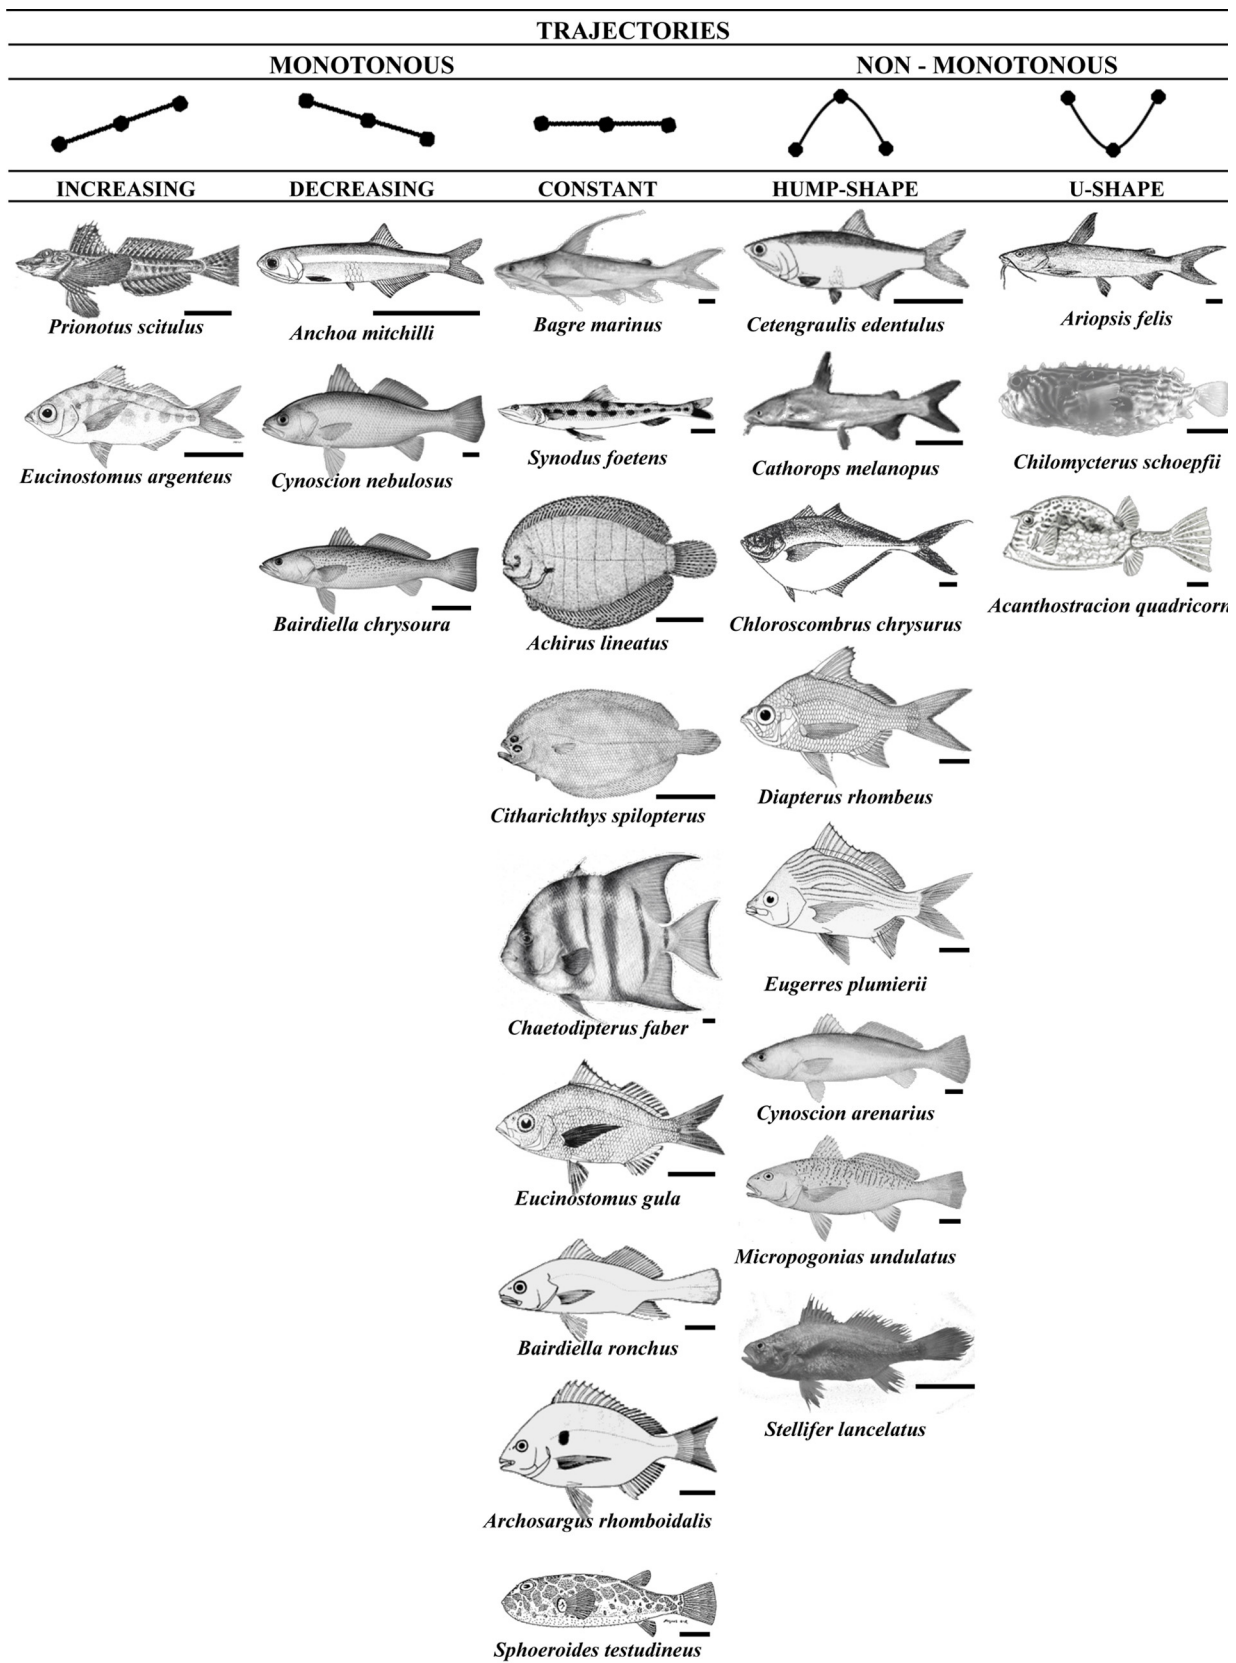 TRAJECTORIES
MONOTONOUS
NON - MONOTONOUS
INCREASING
DECREASING
CONSTANT
HUMP-SHAPE
U-SHAPE
Prionotus scitulus
Eucinostomus argenteus
Anchoa mitchilli
Cynoscion nebulosus
Bairdiella chrysoura
Bagre marinus
Synodus foetens
Achirus lineatus
Citharichthys spilopterus
Chaetodipterus faber
Eucinostomus gula
Bairdiella ronchus
Archosargus rhomboidalis
Sphoeroides testudineus
Cetengraulis edentulus
Cathorops melanopus
Chloroscombrus chrysurus
Diapterus rhombeus
Eugerres plumierii
Cynoscion arenarius
Micropogonias undulatus
Stellifer lancelatus
Ariopsis felis
Chilomycterus schoepfii
Acanthostracion quadricorn